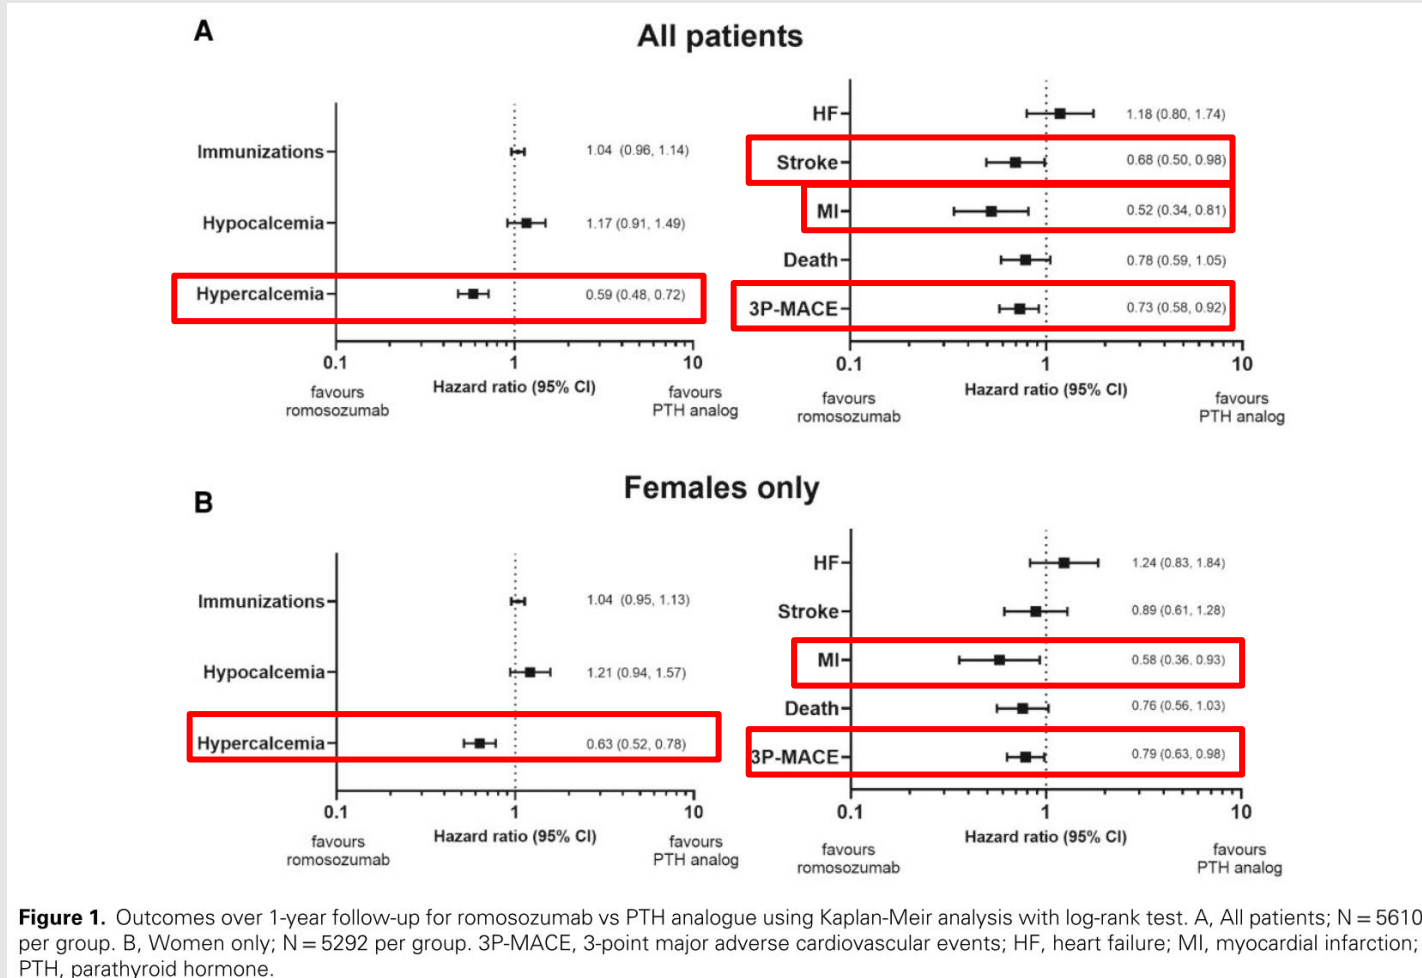 A
All patients
Immunizations 1.04 (0.96, 1.14)
Hypocalcemia 1.17 (0.91, 1.49)
Hypercalcemia 0.59 (0.48, 0.72)
0.1 1 10
Hazard ratio (95% CI)
favours
romosozumab
favours
PTH analog
HF 1.18 (0.80, 1.74)
Stroke 0.68 (0.50, 0.98)
MI 0.52 (0.34, 0.81)
Death 0.78 (0.59, 1.05)
3P-MACE 0.73 (0.58, 0.92)
0.1 1 10
Hazard ratio (95% CI)
favours
romosozumab
favours
PTH analog
B
Females only
Immunizations 1.04 (0.95, 1.13)
Hypocalcemia 1.21 (0.94, 1.57)
Hypercalcemia 0.63 (0.52, 0.78)
0.1 1 10
Hazard ratio (95% CI)
favours
romosozumab
favours
PTH analog
HF 1.24 (0.83, 1.84)
Stroke 0.89 (0.61, 1.28)
MI 0.58 (0.36, 0.93)
Death 0.76 (0.56, 1.03)
3P-MACE 0.79 (0.63, 0.98)
0.1 1 10
Hazard ratio (95% CI)
favours
romosozumab
favours
PTH analog
Figure 1. Outcomes over 1-year follow-up for romosozumab vs PTH analogue using Kaplan-Meir analysis with log-rank test. A, All patients; N = 5610
per group. B, Women only; N = 5292 per group. 3P-MACE, 3-point major adverse cardiovascular events; HF, heart failure; MI, myocardial infarction;
PTH, parathyroid hormone.